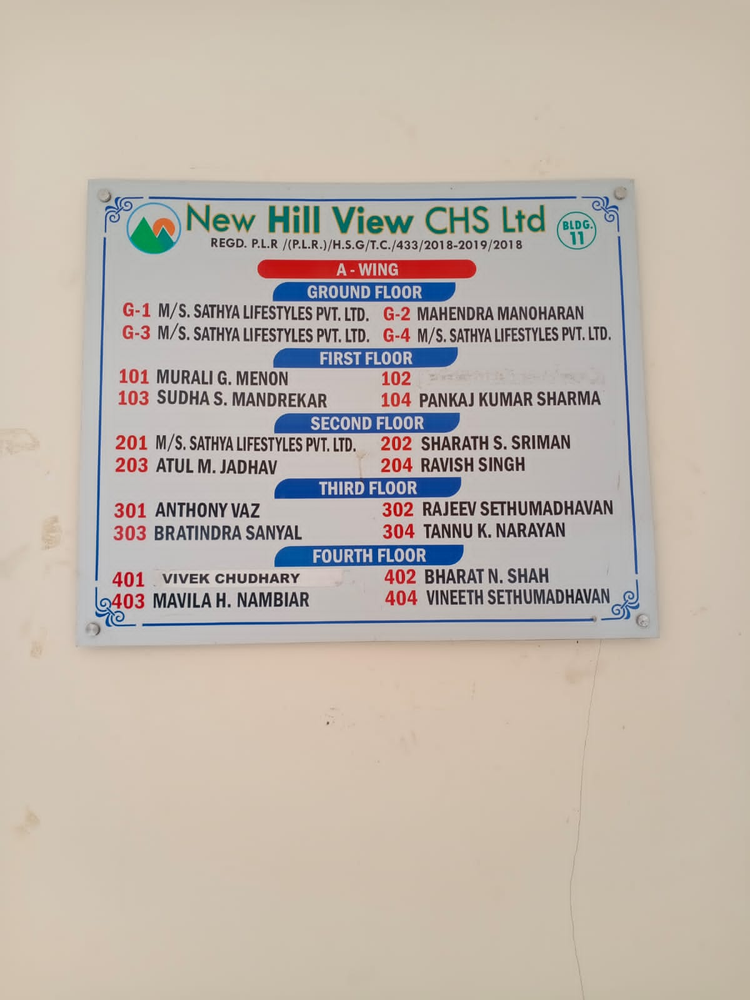 New Hill View CHS Ltd
REGD. P.L.R /(P.L.R.)/H.S.G/T.C./433/2018-2019/2018
BLDG.
11
A - WING
GROUND FLOOR
G-1 M/S. SATHYA LIFESTYLES PVT. LTD. G-2 MAHENDRA MANOHARAN
G-3 M/S. SATHYA LIFESTYLES PVT. LTD. G-4 M/S. SATHYA LIFESTYLES PVT. LTD.
FIRST FLOOR
101 MURALI G. MENON 102
103 SUDHA S. MANDREKAR 104 PANKAJ KUMAR SHARMA
SECOND FLOOR
201 M/S. SATHYA LIFESTYLES PVT. LTD. 202 SHARATH S. SRIMAN
203 ATUL M. JADHAV 204 RAVISH SINGH
THIRD FLOOR
301 ANTHONY VAZ 302 RAJEEV SETHUMADHAVAN
303 BRATINDRA SANYAL 304 TANNU K. NARAYAN
FOURTH FLOOR
401 VIVEK CHUDHARY 402 BHARAT N. SHAH
403 MAVILA H. NAMBIAR 404 VINEETH SETHUMADHAVAN